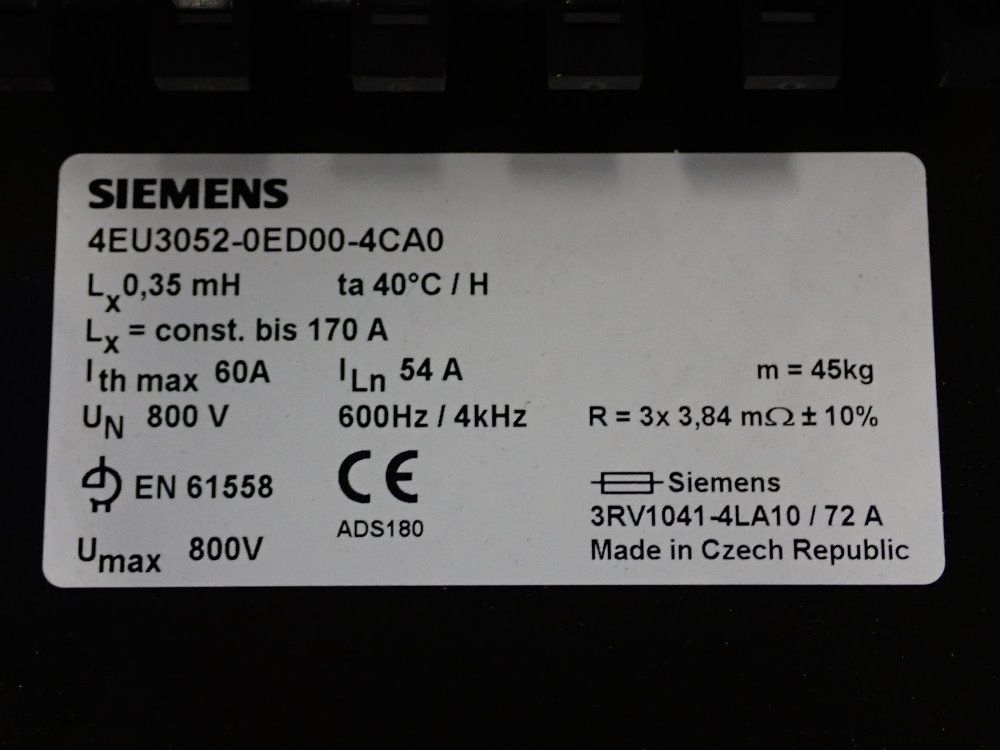 SIEMENS
4EU3052-0ED00-4CA0
Lx 0,35 mH ta 40°C / H
Lx = const. bis 170 A
Ith max 60A ILn 54 A m = 45kg
UN 800 V 600Hz / 4kHz R = 3x 3,84 mΩ ± 10%
EN 61558 CE Siemens
ADS180 3RV1041-4LA10 / 72 A
Umax 800V Made in Czech Republic